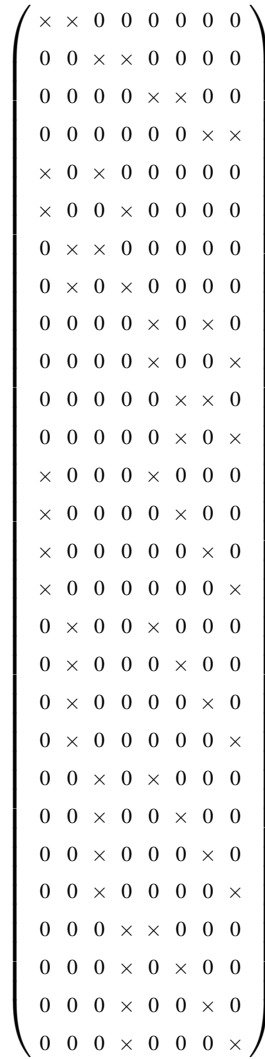 × × 0 0 0 0 0 0
0 0 × × 0 0 0 0
0 0 0 0 × × 0 0
0 0 0 0 0 0 × ×
× 0 × 0 0 0 0 0
× 0 0 × 0 0 0 0
0 × × 0 0 0 0 0
0 × 0 × 0 0 0 0
0 0 0 0 × 0 × 0
0 0 0 0 × 0 0 ×
0 0 0 0 0 × × 0
0 0 0 0 0 × 0 ×
× 0 0 0 × 0 0 0
× 0 0 0 0 × 0 0
× 0 0 0 0 0 × 0
× 0 0 0 0 0 0 ×
0 × 0 0 × 0 0 0
0 × 0 0 0 × 0 0
0 × 0 0 0 0 × 0
0 × 0 0 0 0 0 ×
0 0 × 0 × 0 0 0
0 0 × 0 0 × 0 0
0 0 × 0 0 0 × 0
0 0 × 0 0 0 0 ×
0 0 0 × × 0 0 0
0 0 0 × 0 × 0 0
0 0 0 × 0 0 × 0
0 0 0 × 0 0 0 ×